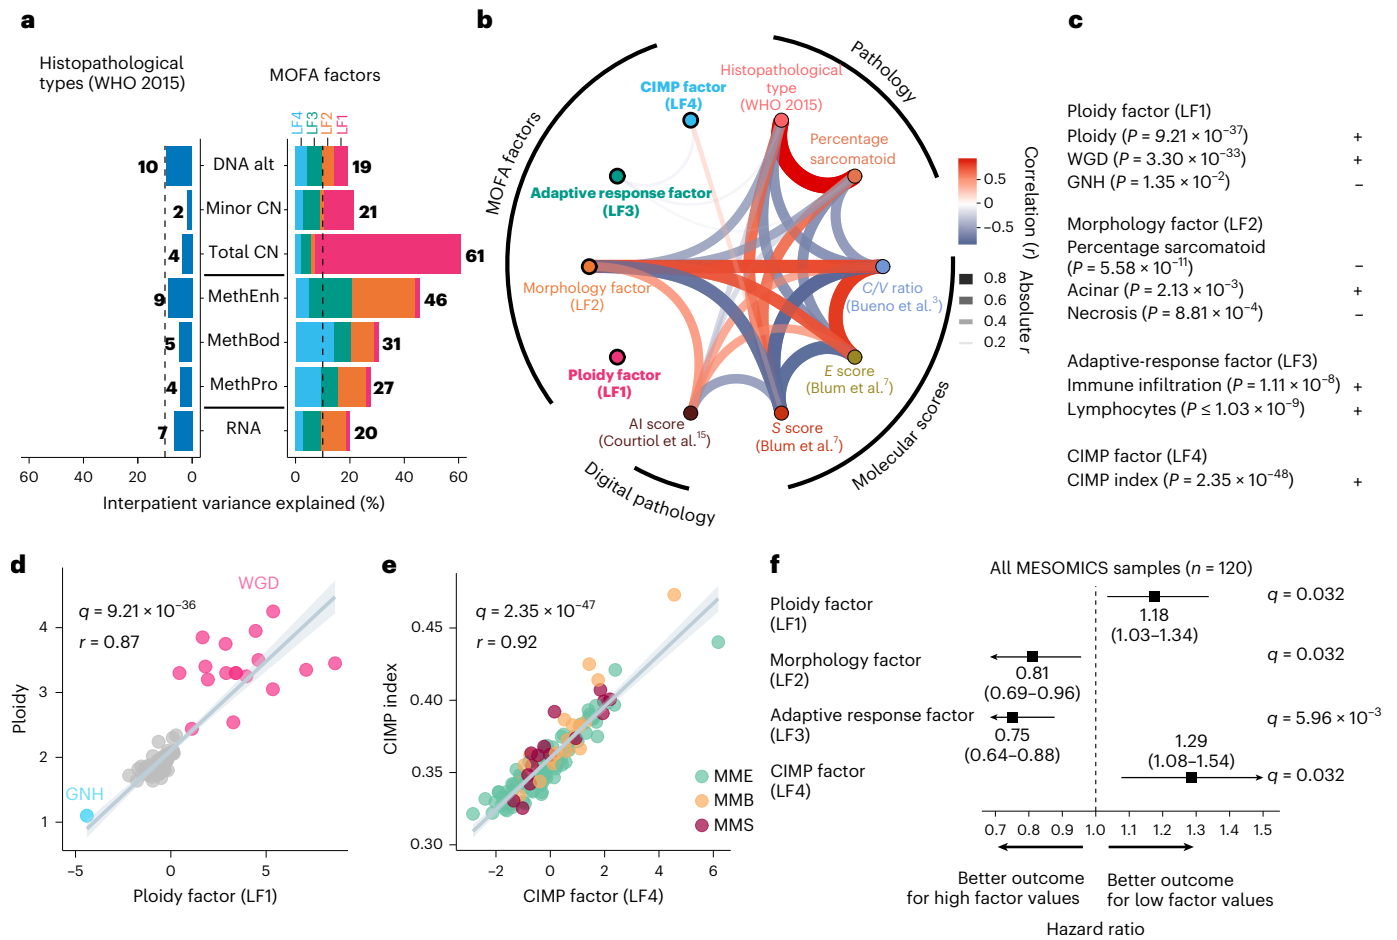 a
Histopathological
types (WHO 2015)
MOFA factors
LF4
LF3
LF2
LF1
10
DNA alt
19
2
Minor CN
21
4
Total CN
61
9
MethEnh
46
5
MethBod
31
4
MethPro
27
7
RNA
20
60
40
20
0
0
20
40
60
Interpatient variance explained (%)
b
MOFA factors
Pathology
Molecular scores
Digital pathology
CIMP factor
(LF4)
Histopathological
type
(WHO 2015)
Percentage
sarcomatoid
Adaptive response factor
(LF3)
Morphology factor
(LF2)
C/V ratio
(Bueno et al.³)
Ploidy factor
(LF1)
E score
(Blum et al.⁷)
AI score
(Courtiol et al.¹⁵)
S score
(Blum et al.⁷)
Correlation (r)
0.5
0
−0.5
Absolute r
0.8
0.6
0.4
0.2
c
Ploidy factor (LF1)
Ploidy (P = 9.21 × 10⁻³⁷) +
WGD (P = 3.30 × 10⁻³³) +
GNH (P = 1.35 × 10⁻²) −
Morphology factor (LF2)
Percentage sarcomatoid
(P = 5.58 × 10⁻¹¹) −
Acinar (P = 2.13 × 10⁻³) +
Necrosis (P = 8.81 × 10⁻⁴) −
Adaptive-response factor (LF3)
Immune infiltration (P = 1.11 × 10⁻⁸) +
Lymphocytes (P ≤ 1.03 × 10⁻⁹) +
CIMP factor (LF4)
CIMP index (P = 2.35 × 10⁻⁴⁸) +
d
WGD
q = 9.21 × 10⁻³⁶
r = 0.87
GNH
Ploidy
4
3
2
1
−5
0
5
Ploidy factor (LF1)
e
q = 2.35 × 10⁻⁴⁷
r = 0.92
CIMP index
0.45
0.40
0.35
0.30
MME
MMB
MMS
−2
0
2
4
6
CIMP factor (LF4)
f
All MESOMICS samples (n = 120)
Ploidy factor
(LF1)
1.18
(1.03–1.34)
q = 0.032
Morphology factor
(LF2)
0.81
(0.69–0.96)
q = 0.032
Adaptive response factor
(LF3)
0.75
(0.64–0.88)
q = 5.96 × 10⁻³
CIMP factor
(LF4)
1.29
(1.08–1.54)
q = 0.032
0.7
0.8
0.9
1.0
1.1
1.2
1.3
1.4
1.5
Better outcome
for high factor values
Better outcome
for low factor values
Hazard ratio